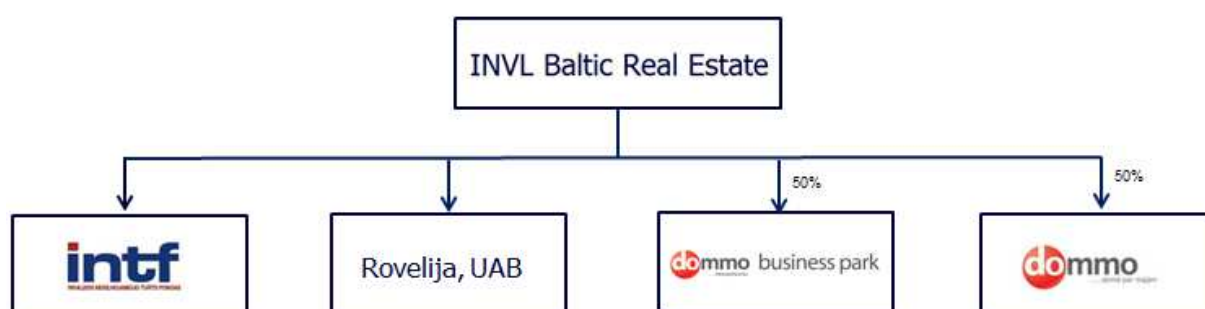 INVL Baltic Real Estate
50%
50%
intf
Rovelija, UAB
dommo business park
dommo